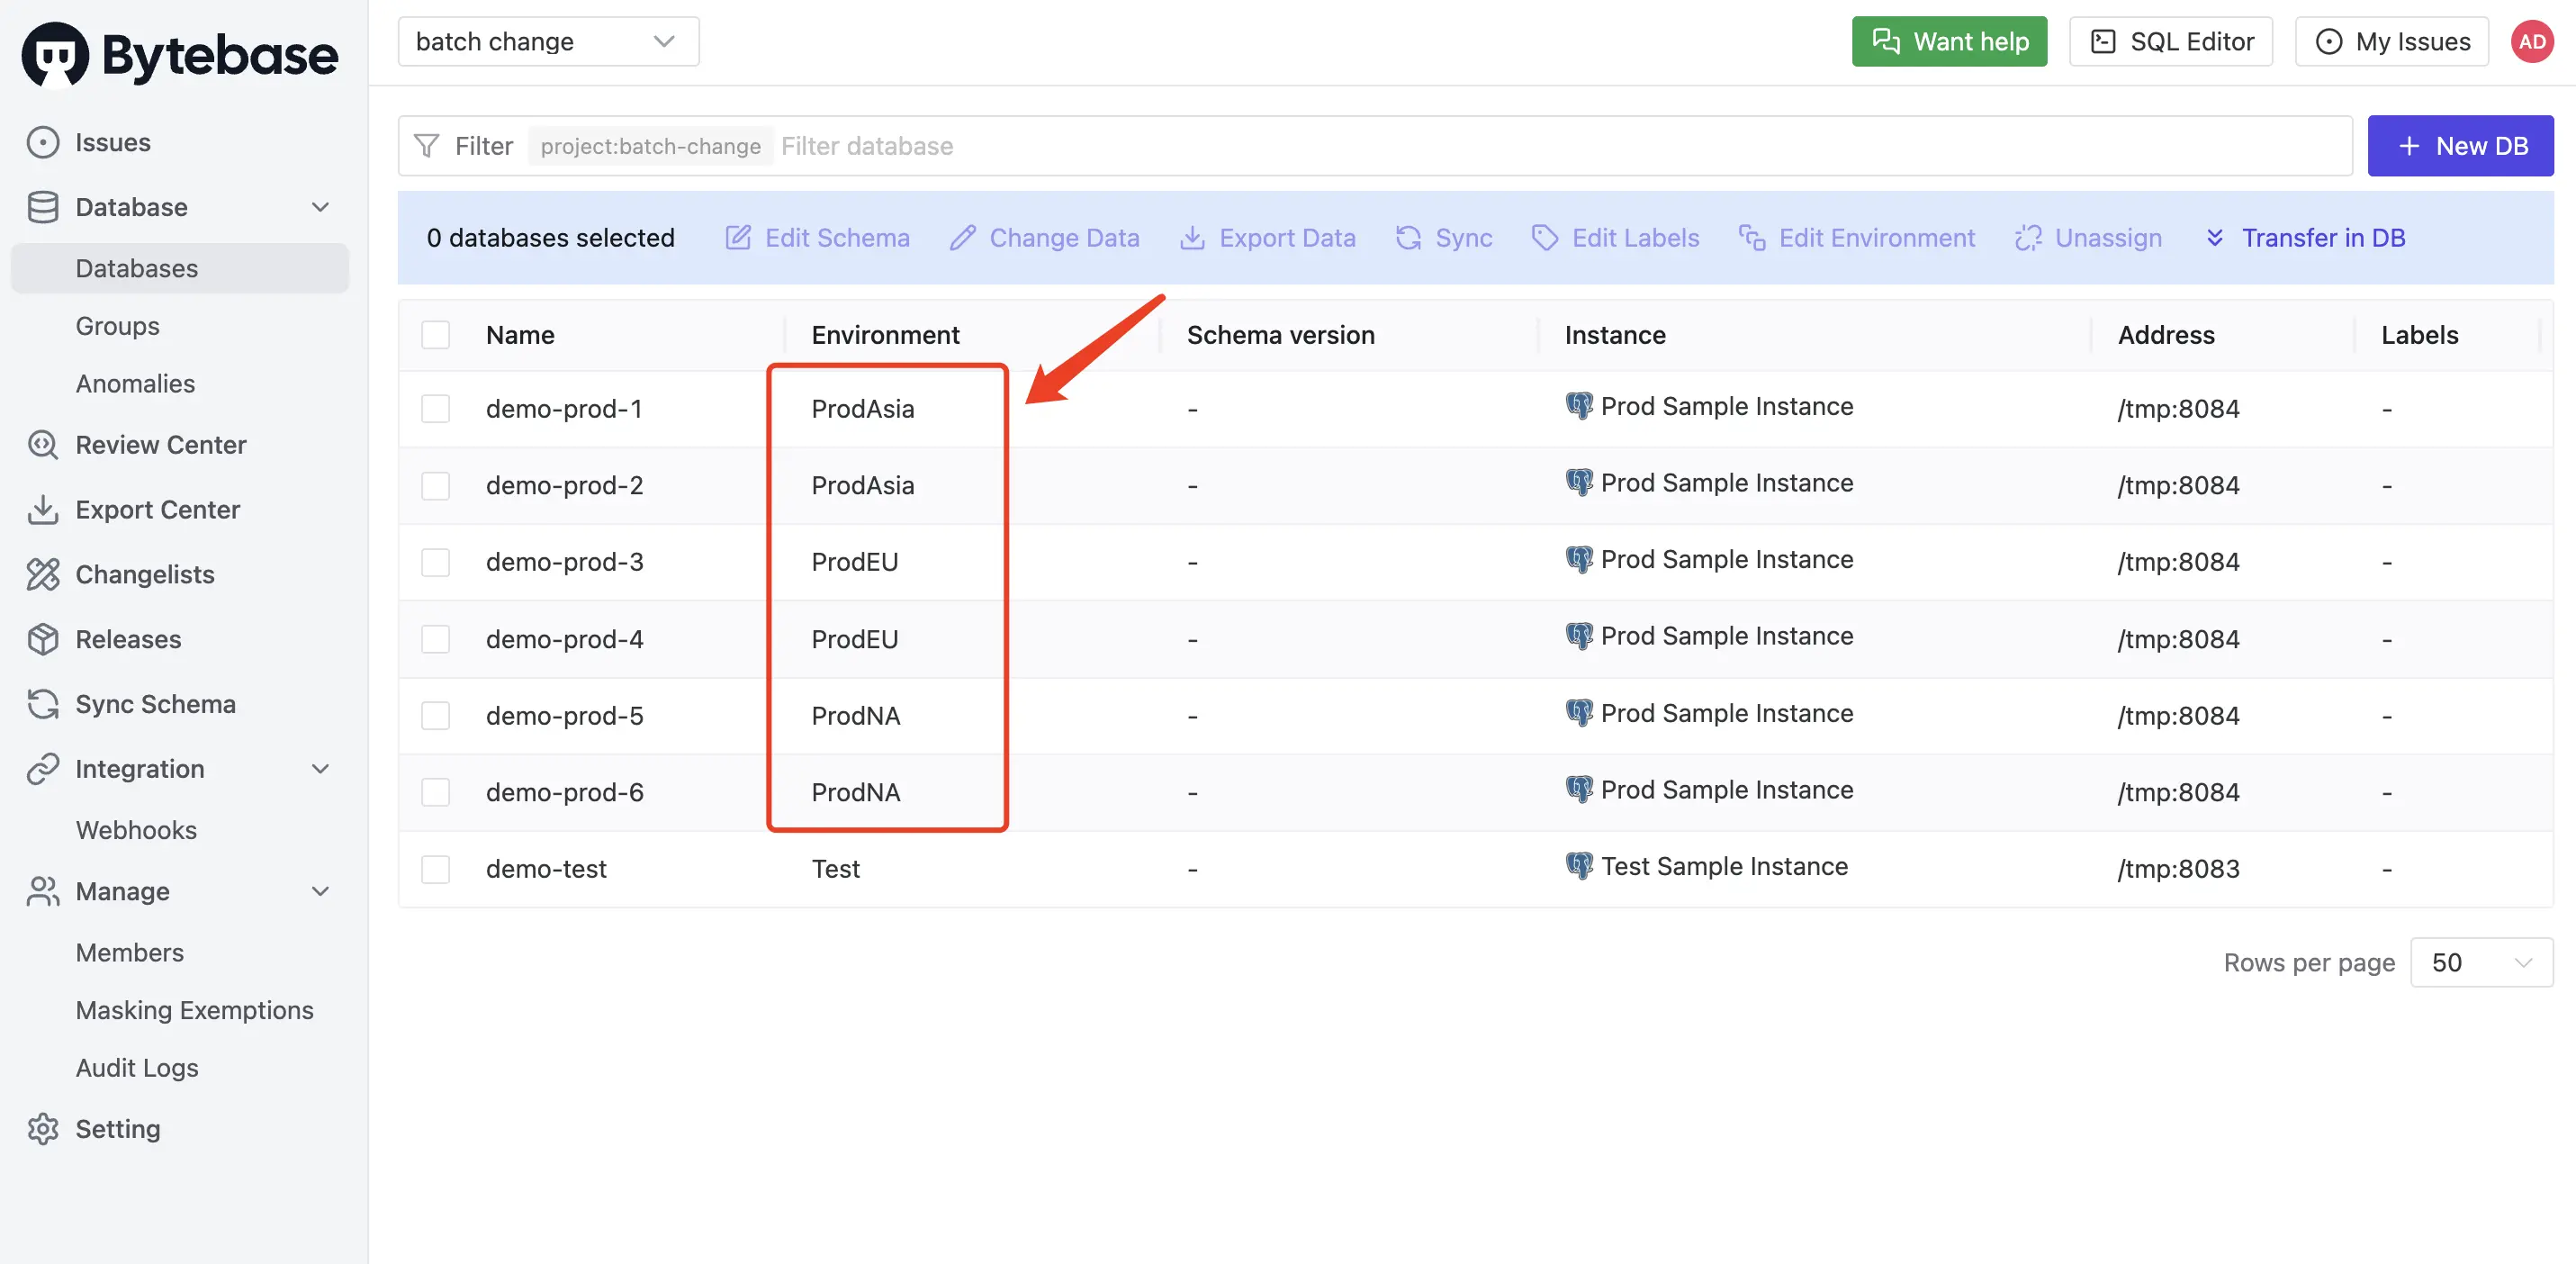 Bytebase
batch change
Want help
SQL Editor
My Issues
AD
Issues
Database
Databases
Groups
Anomalies
Review Center
Export Center
Changelists
Releases
Sync Schema
Integration
Webhooks
Manage
Members
Masking Exemptions
Audit Logs
Setting
Filter project:batch-change Filter database
New DB
0 databases selected Edit Schema Change Data Export Data Sync Edit Labels Edit Environment Unassign Transfer in DB
Name Environment Schema version Instance Address Labels
demo-prod-1 ProdAsia - Prod Sample Instance /tmp:8084 -
demo-prod-2 ProdAsia - Prod Sample Instance /tmp:8084 -
demo-prod-3 ProdEU - Prod Sample Instance /tmp:8084 -
demo-prod-4 ProdEU - Prod Sample Instance /tmp:8084 -
demo-prod-5 ProdNA - Prod Sample Instance /tmp:8084 -
demo-prod-6 ProdNA - Prod Sample Instance /tmp:8084 -
demo-test Test - Test Sample Instance /tmp:8083 -
Rows per page 50